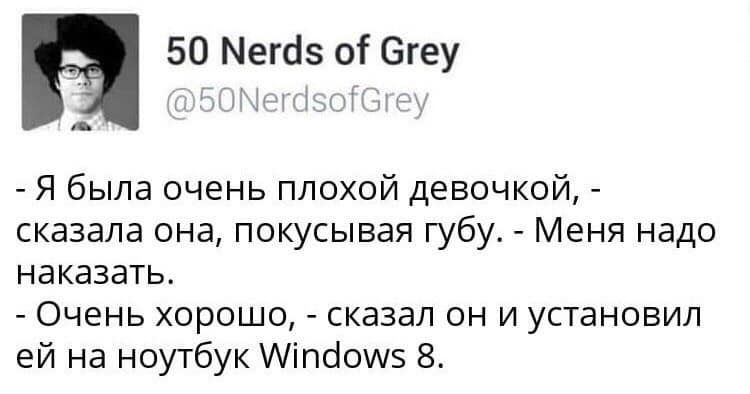 50 Nerds of Grey
@50NerdsofGrey
- Я была очень плохой девочкой, -
сказала она, покусывая губу. - Меня надо
наказать.
- Очень хорошо, - сказал он и установил
ей на ноутбук Windows 8.